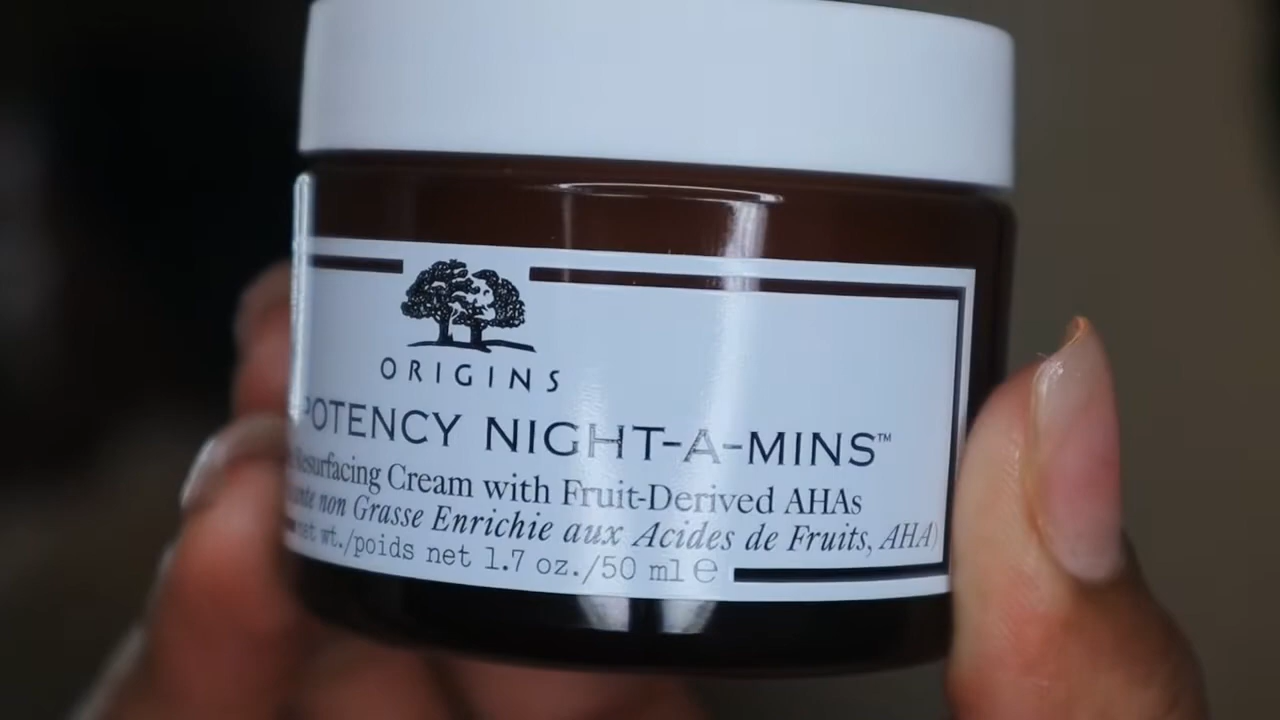 ORIGINS
POTENCY NIGHT-A-MINS™
Resurfacing Cream with Fruit-Derived AHAs
non Grasse Enrichie aux Acides de Fruits, AHA)
net wt./poids net 1.7 oz./50 ml ℮